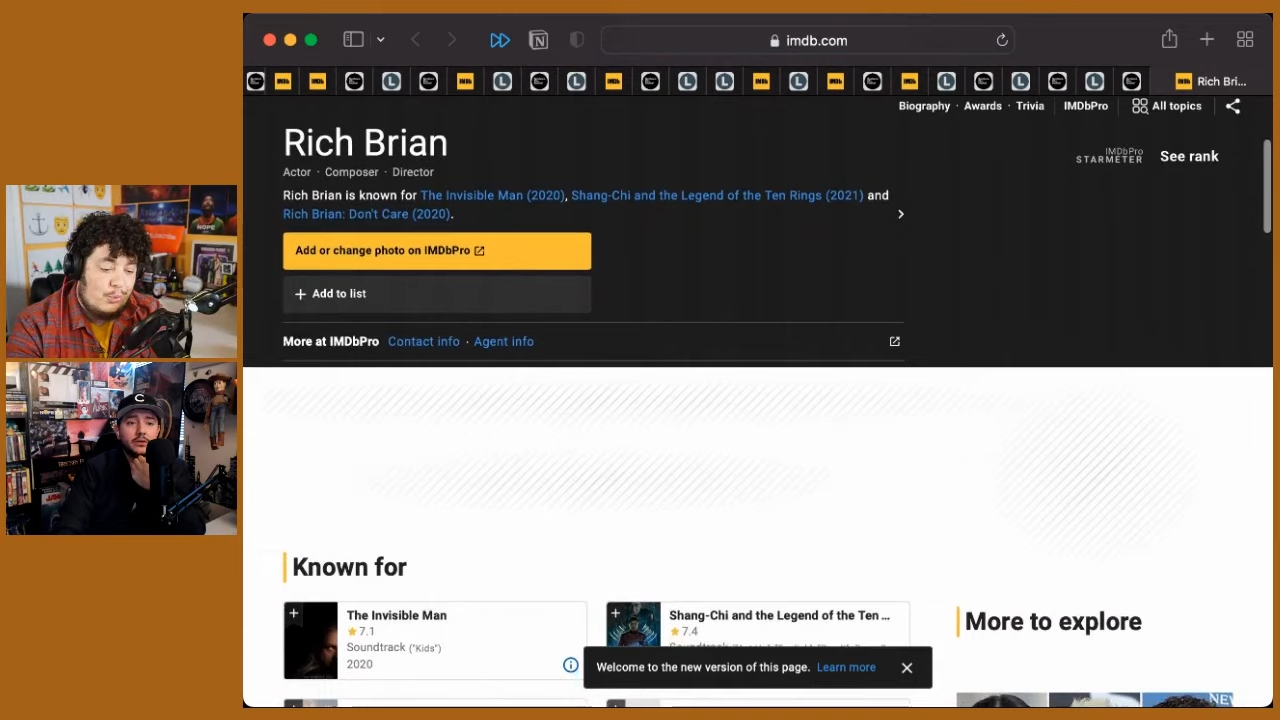 imdb.com
Rich Bri...
Biography · Awards · Trivia IMDbPro All topics
Rich Brian
IMDbPro
STARMETER See rank
Actor · Composer · Director
Rich Brian is known for The Invisible Man (2020), Shang-Chi and the Legend of the Ten Rings (2021) and
Rich Brian: Don't Care (2020).
Add or change photo on IMDbPro
+ Add to list
More at IMDbPro Contact info · Agent info
NOPE
Known for
The Invisible Man
7.1
Soundtrack ("Kids")
2020
Shang-Chi and the Legend of the Ten ...
7.4
More to explore
Welcome to the new version of this page. Learn more